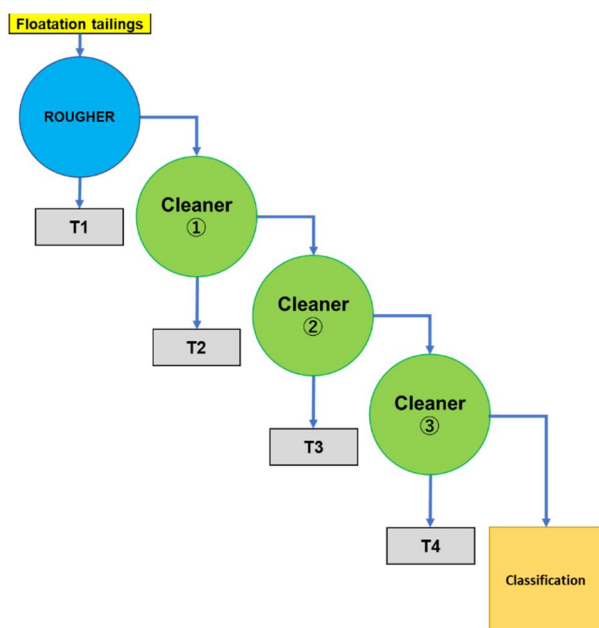 Floatation tailings
ROUGHER
T1
Cleaner
①
T2
Cleaner
②
T3
Cleaner
③
T4
Classification